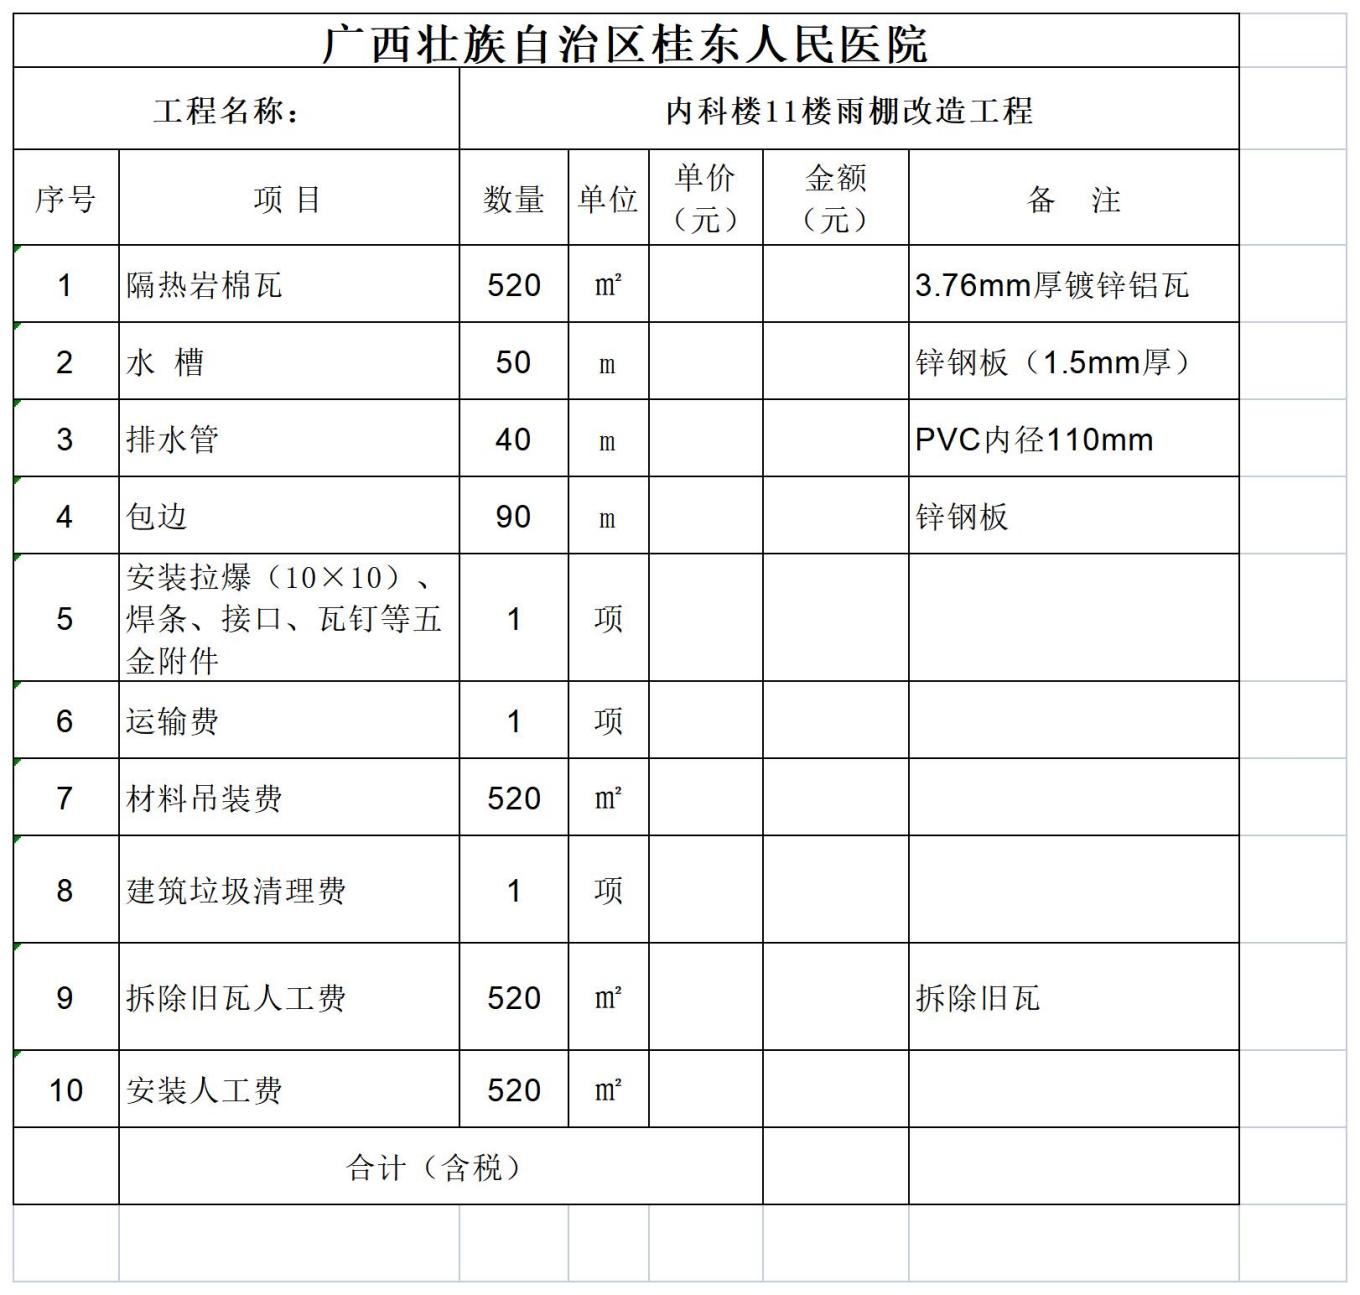 广西壮族自治区桂东人民医院
工程名称： 内科楼11楼雨棚改造工程
序号 项 目 数量 单位 单价（元） 金额（元） 备 注
1 隔热岩棉瓦 520 ㎡ 3.76mm厚镀锌铝瓦
2 水 槽 50 m 锌钢板（1.5mm厚）
3 排水管 40 m PVC内径110mm
4 包边 90 m 锌钢板
5 安装拉爆（10×10）、焊条、接口、瓦钉等五金附件 1 项
6 运输费 1 项
7 材料吊装费 520 ㎡
8 建筑垃圾清理费 1 项
9 拆除旧瓦人工费 520 ㎡ 拆除旧瓦
10 安装人工费 520 ㎡
合计（含税）